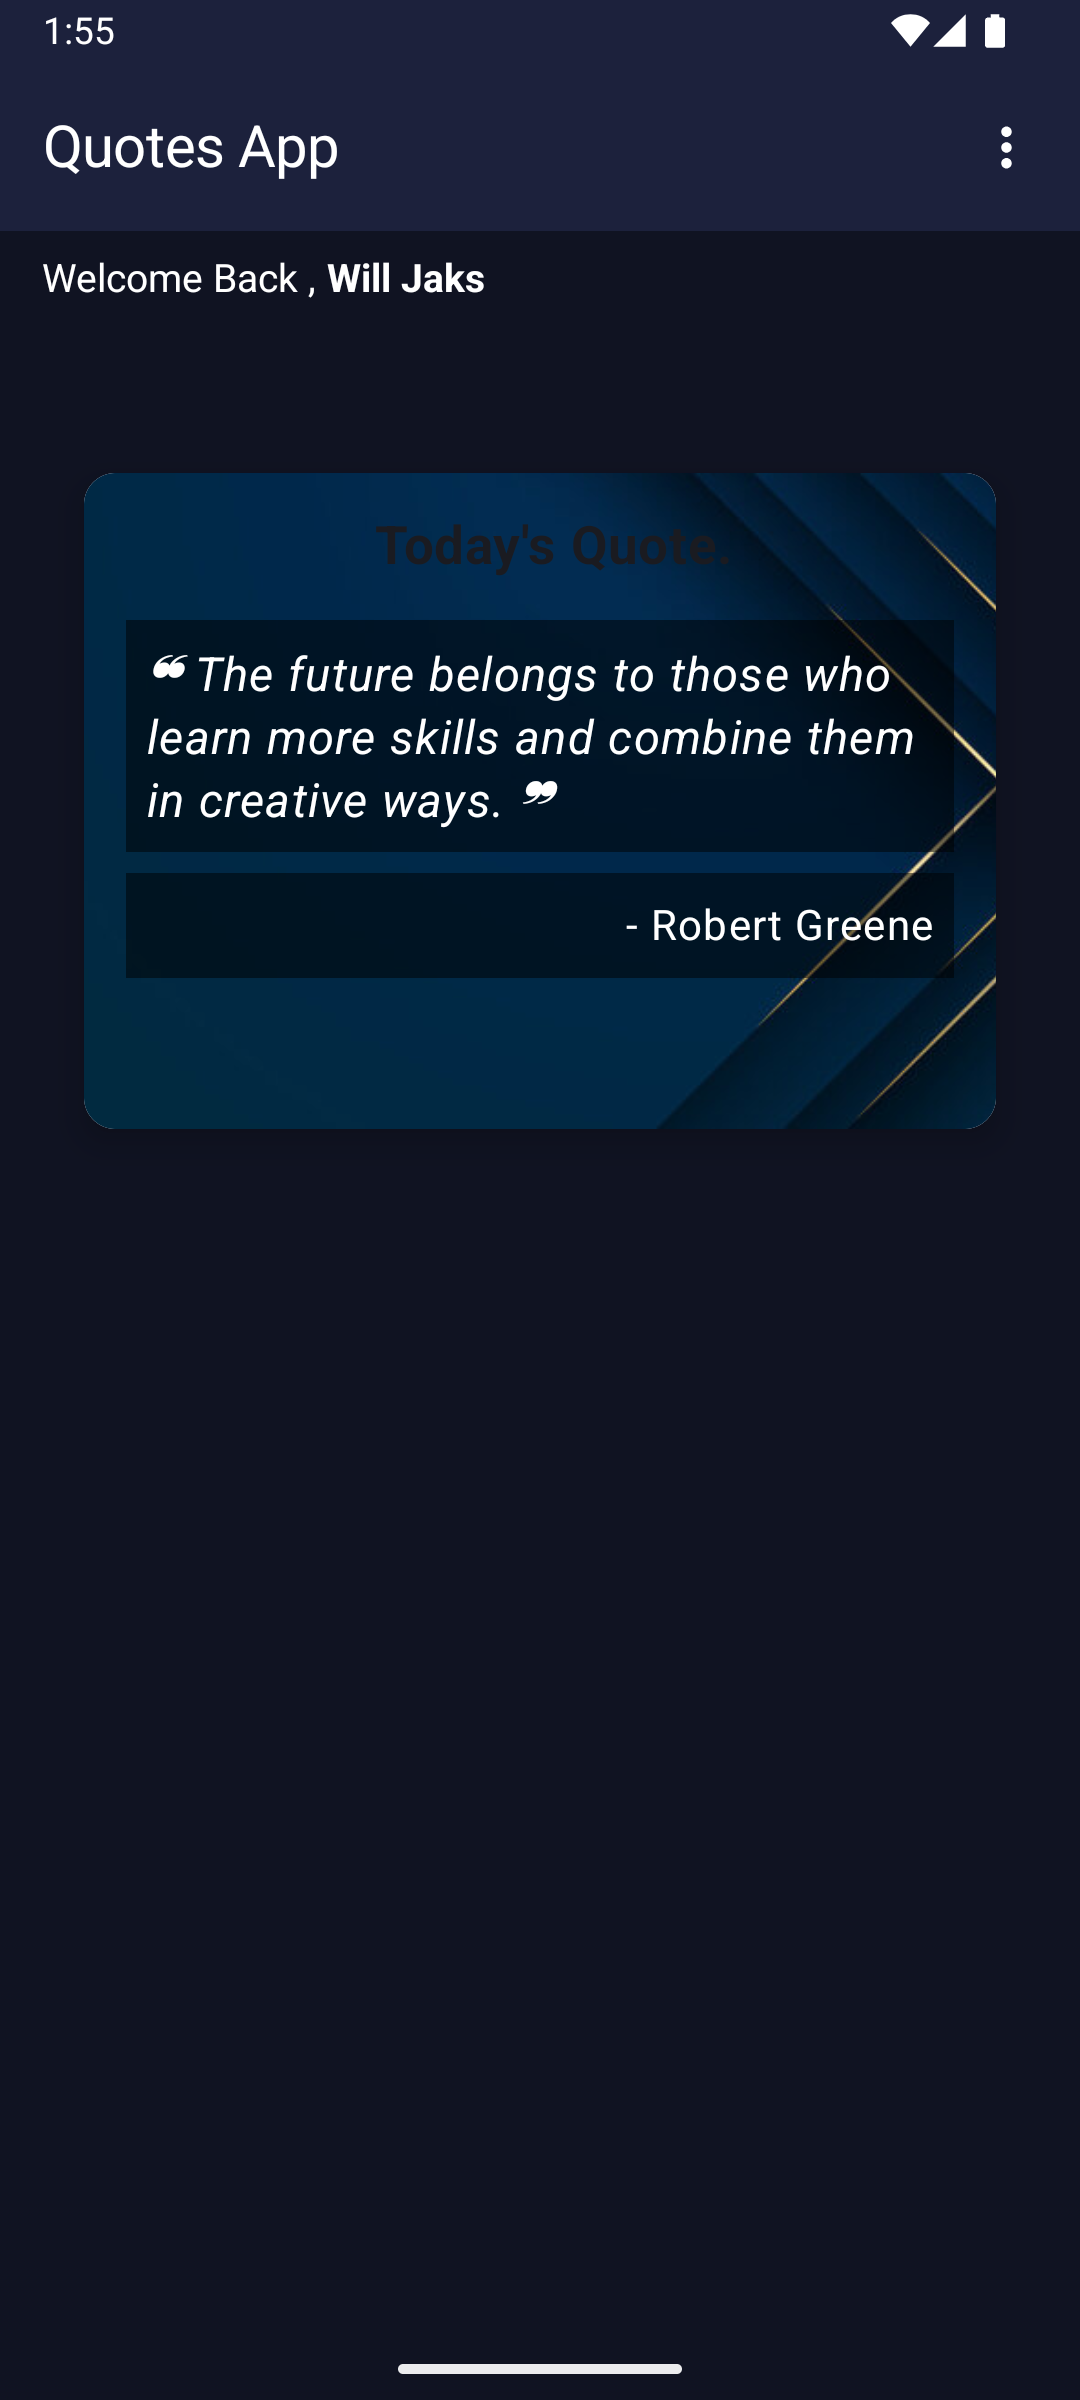 1:55
Quotes App
Welcome Back , Will Jaks
Today's Quote.
❝ The future belongs to those who
learn more skills and combine them
in creative ways. ❞
- Robert Greene